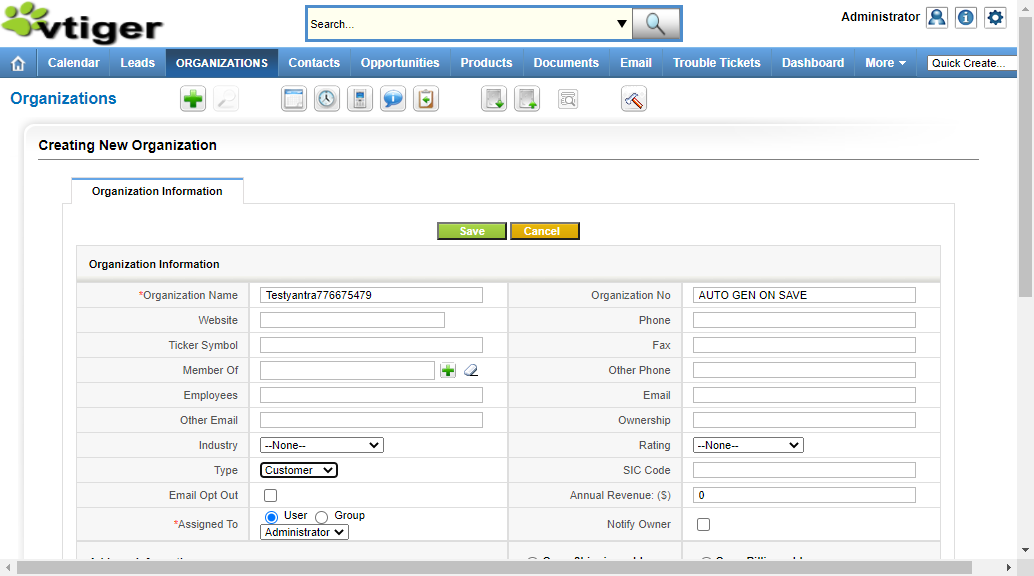 vtiger
Search...
Administrator
Calendar Leads ORGANIZATIONS Contacts Opportunities Products Documents Email Trouble Tickets Dashboard More Quick Create...
Organizations
Creating New Organization
Organization Information
Save Cancel
Organization Information
*Organization Name Testyantra776675479 Organization No AUTO GEN ON SAVE
Website Phone
Ticker Symbol Fax
Member Of Other Phone
Employees Email
Other Email Ownership
Industry --None-- Rating --None--
Type Customer SIC Code
Email Opt Out Annual Revenue: ($) 0
*Assigned To User Group Notify Owner
Administrator